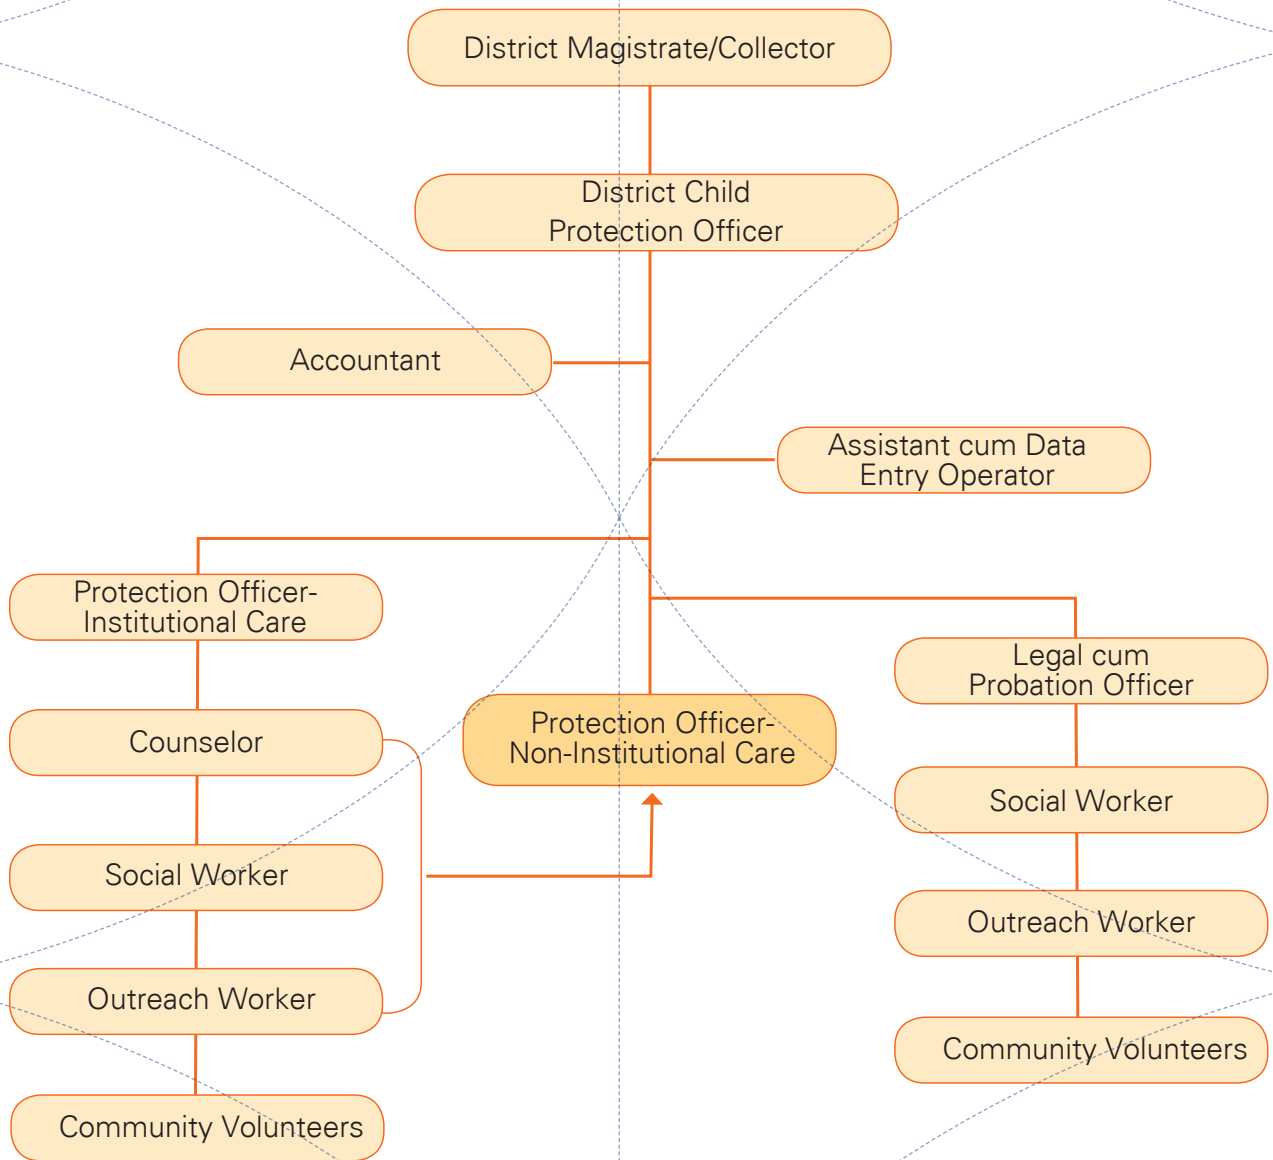 District Magistrate/Collector
District Child
Protection Officer
Accountant
Assistant cum Data
Entry Operator
Protection Officer-
Institutional Care
Legal cum
Probation Officer
Protection Officer-
Non-Institutional Care
Counselor
Social Worker
Social Worker
Outreach Worker
Outreach Worker
Community Volunteers
Community Volunteers